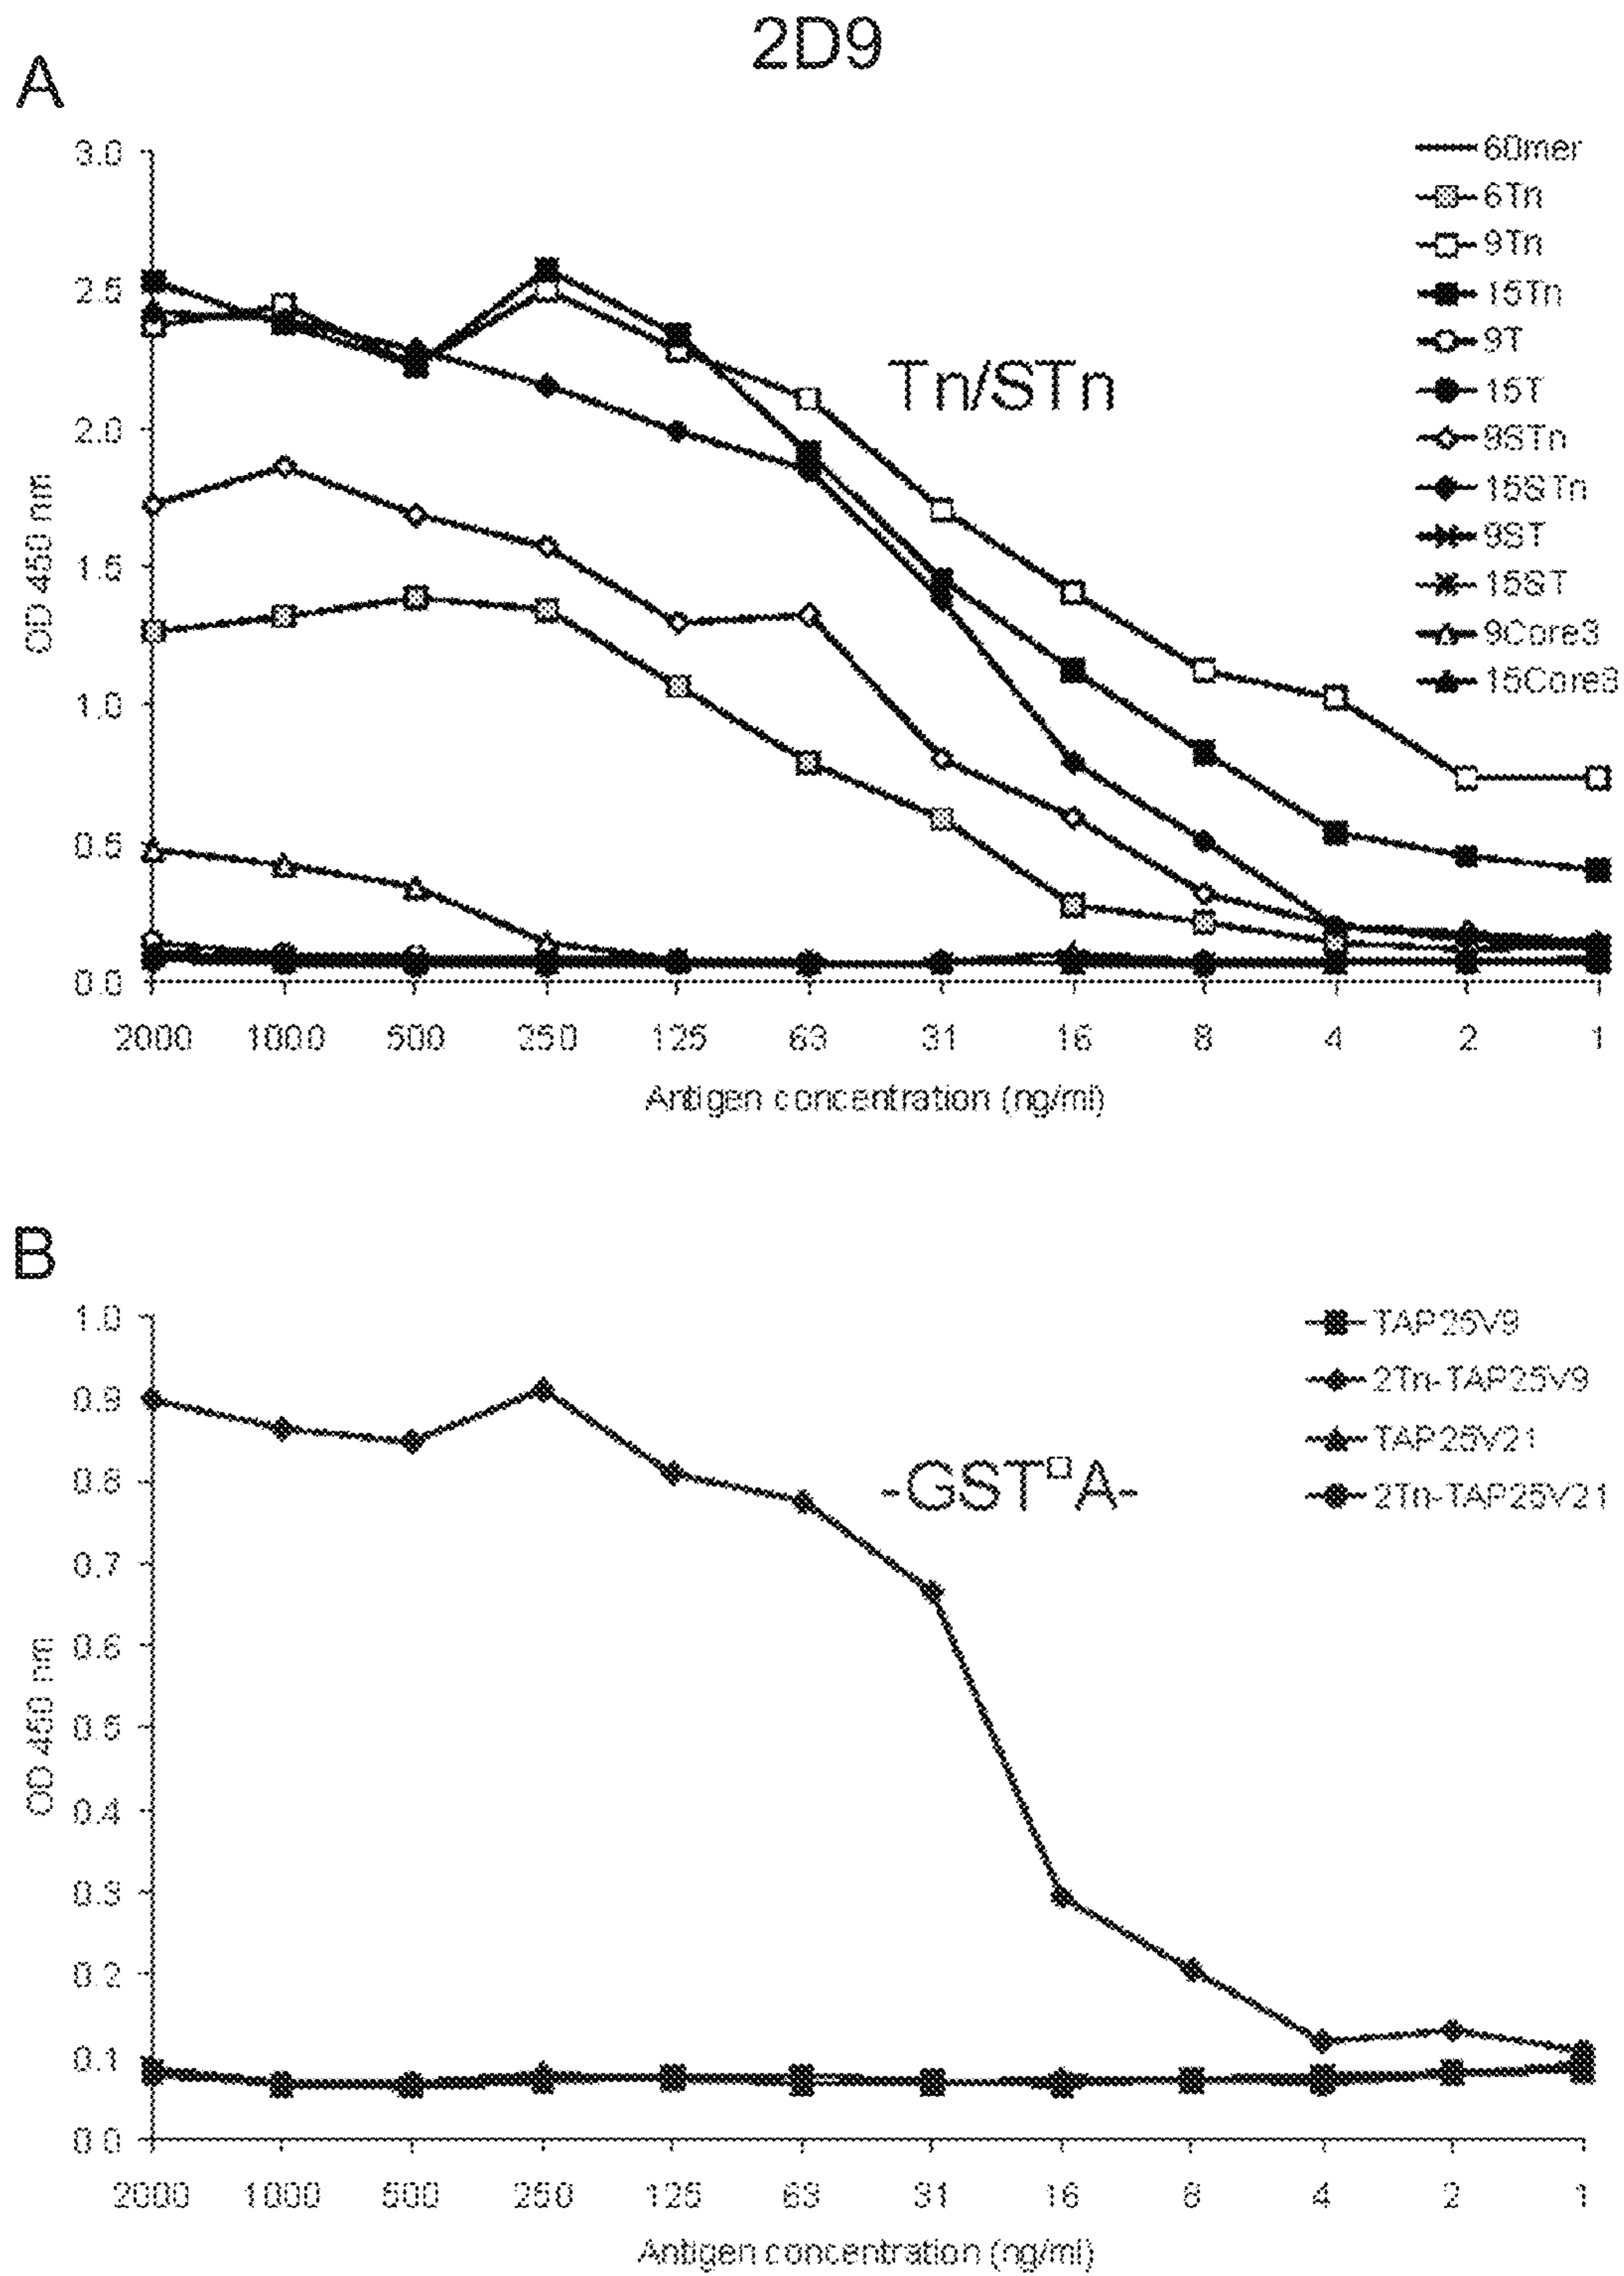 2D9
A
3.0
2.5
2.0
1.5
1.0
0.5
0.0
OD 450 nm
2000 1000 500 250 125 63 31 16 8 4 2 1
Antigen concentration (ng/ml)
Tn/STn
60mer
6Tn
9Tn
15Tn
9T
15T
9STn
15STn
9ST
15ST
9Core3
15Core3
B
1.0
0.9
0.8
0.7
0.6
0.5
0.4
0.3
0.2
0.1
0.0
OD 450 nm
2000 1000 500 250 125 63 31 16 8 4 2 1
Antigen concentration (ng/ml)
-GST□A-
TAP25V9
2Tn-TAP25V9
TAP25V21
2Tn-TAP25V21